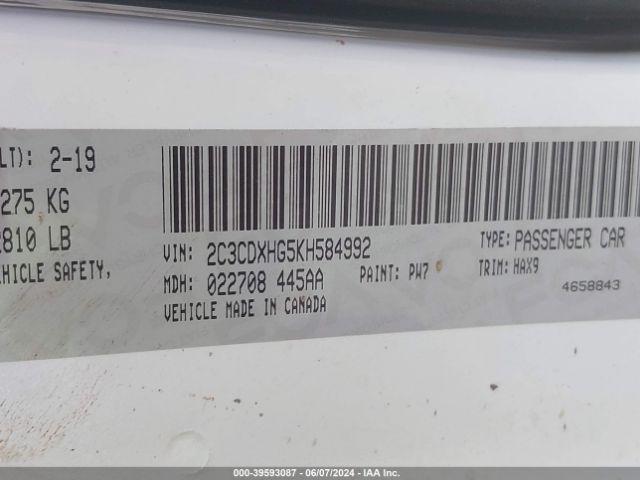 LT): 2-19
275 KG
2810 LB
EHICLE SAFETY,
VIN: 2C3CDXHG5KH584992
TYPE: PASSENGER CAR
MDH: 022708 445AA
PAINT: PW7
TRIM: HAX9
VEHICLE MADE IN CANADA
4658843
000-39593087 - 06/07/2024 - IAA Inc.